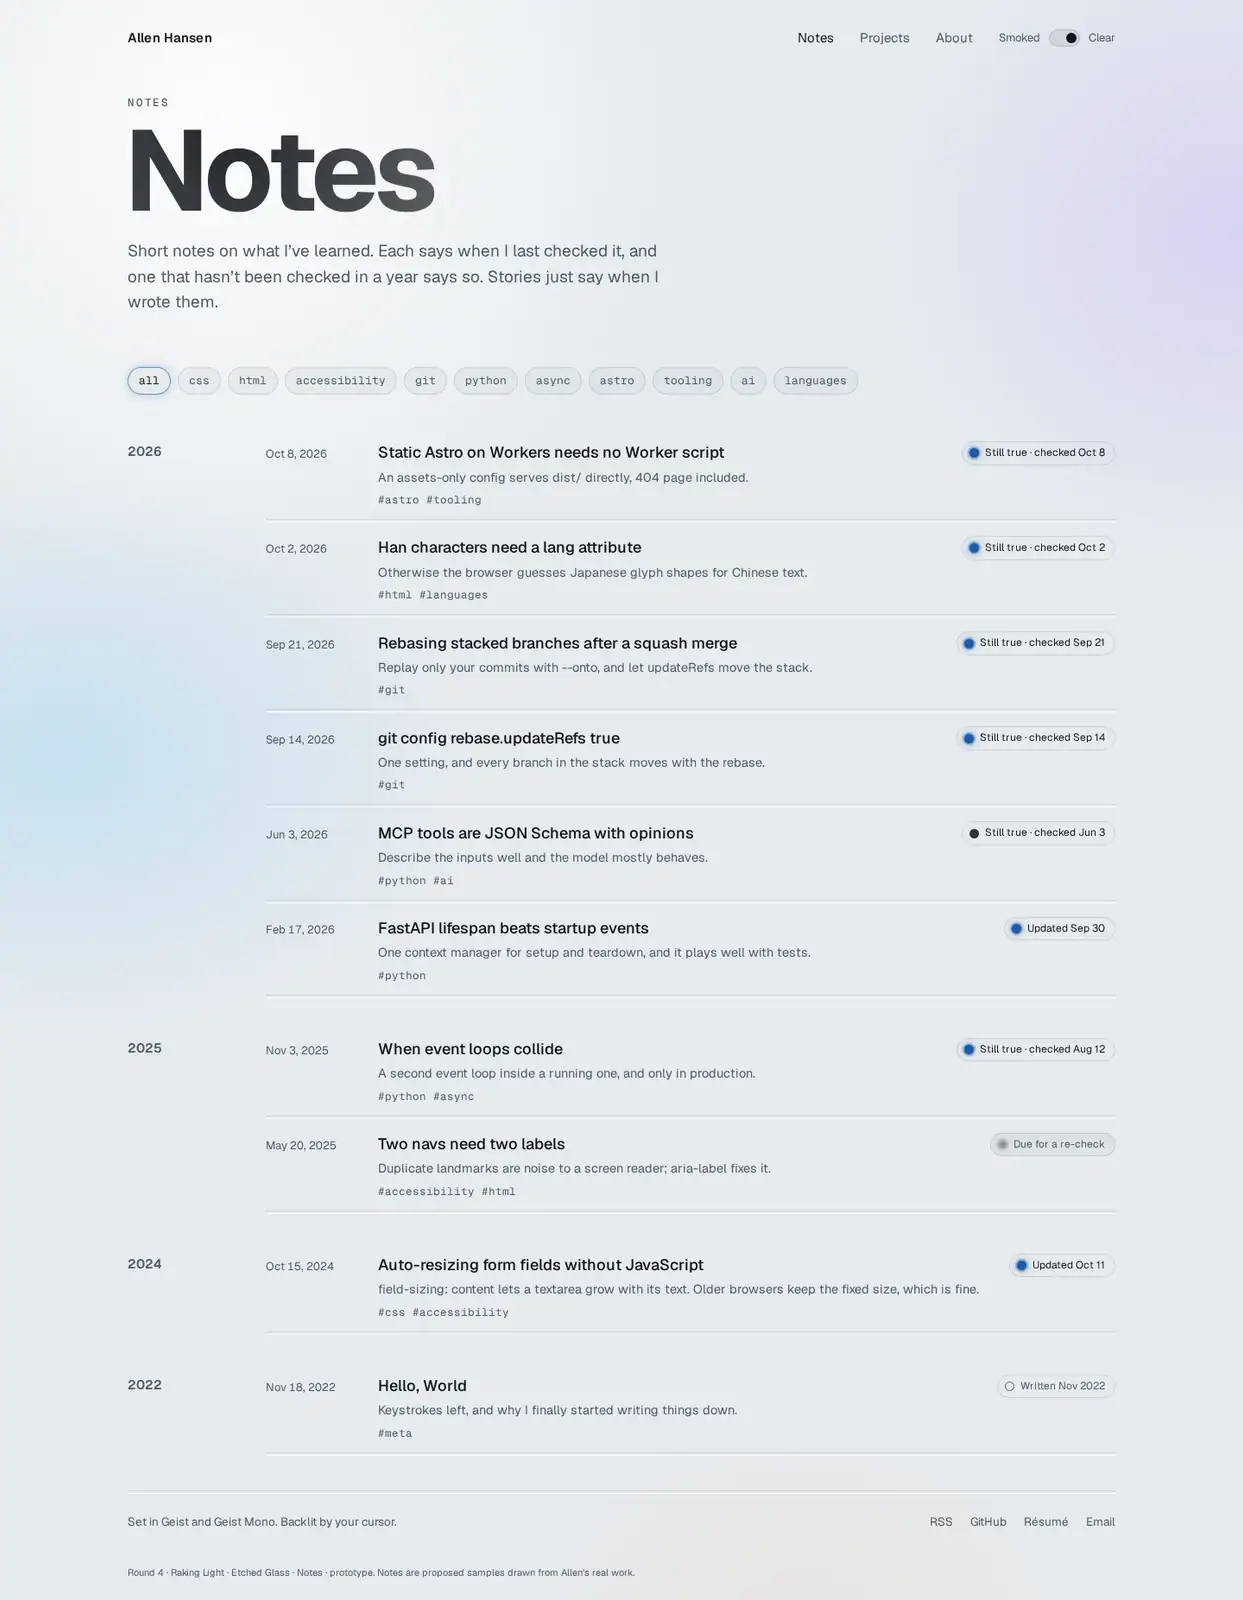 Allen Hansen
Notes Projects About Smoked Clear
NOTES
Notes
Short notes on what I’ve learned. Each says when I last checked it, and
one that hasn’t been checked in a year says so. Stories just say when I
wrote them.
all css html accessibility git python async astro tooling ai languages
2026
Oct 8, 2026
Static Astro on Workers needs no Worker script
Still true · checked Oct 8
An assets-only config serves dist/ directly, 404 page included.
#astro #tooling
Oct 2, 2026
Han characters need a lang attribute
Still true · checked Oct 2
Otherwise the browser guesses Japanese glyph shapes for Chinese text.
#html #languages
Sep 21, 2026
Rebasing stacked branches after a squash merge
Still true · checked Sep 21
Replay only your commits with --onto, and let updateRefs move the stack.
#git
Sep 14, 2026
git config rebase.updateRefs true
Still true · checked Sep 14
One setting, and every branch in the stack moves with the rebase.
#git
Jun 3, 2026
MCP tools are JSON Schema with opinions
Still true · checked Jun 3
Describe the inputs well and the model mostly behaves.
#python #ai
Feb 17, 2026
FastAPI lifespan beats startup events
Updated Sep 30
One context manager for setup and teardown, and it plays well with tests.
#python
2025
Nov 3, 2025
When event loops collide
Still true · checked Aug 12
A second event loop inside a running one, and only in production.
#python #async
May 20, 2025
Two navs need two labels
Due for a re-check
Duplicate landmarks are noise to a screen reader; aria-label fixes it.
#accessibility #html
2024
Oct 15, 2024
Auto-resizing form fields without JavaScript
Updated Oct 11
field-sizing: content lets a textarea grow with its text. Older browsers keep the fixed size, which is fine.
#css #accessibility
2022
Nov 18, 2022
Hello, World
Written Nov 2022
Keystrokes left, and why I finally started writing things down.
#meta
Set in Geist and Geist Mono. Backlit by your cursor.
RSS GitHub Résumé Email
Round 4 · Raking Light · Etched Glass · Notes · prototype. Notes are proposed samples drawn from Allen's real work.